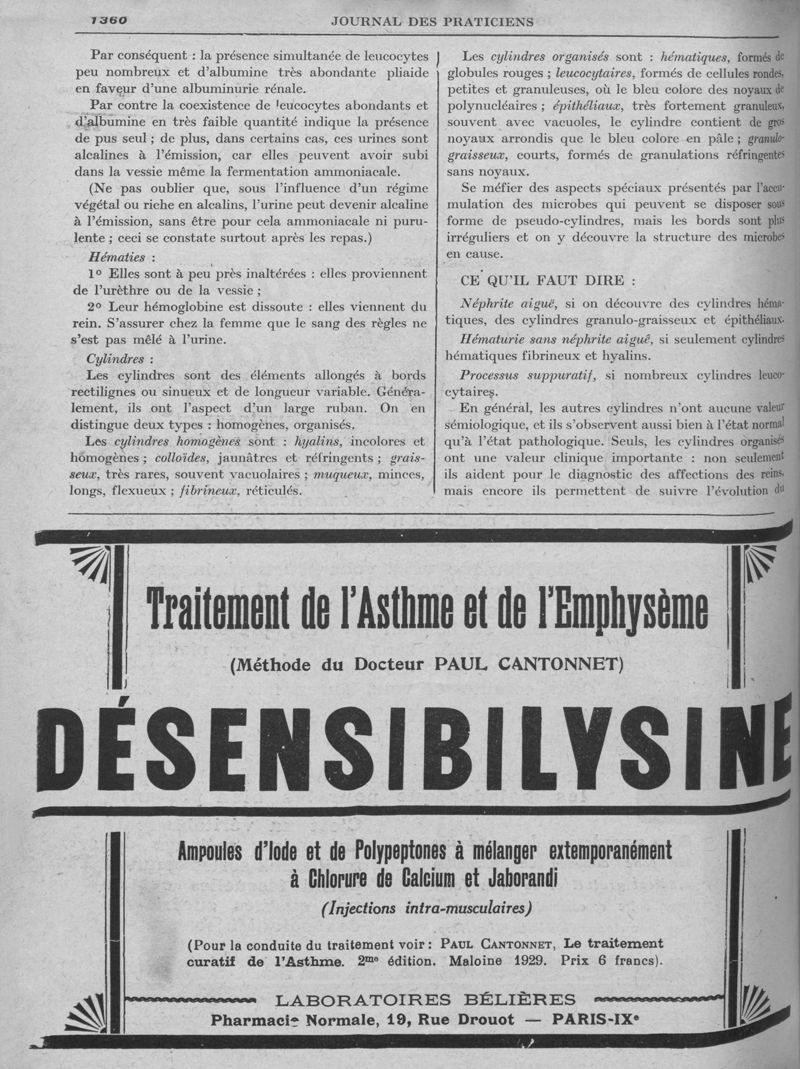 1360
JOURNAL DES PRATICIENS
Par conséquent : la présence simultanée de leucocytes
peu nombreux et d'albumine très abondante pliaide
en faveur d'une albuminurie rénale.
Par contre la coexistence de leucocytes abondants et
d'albumine en très faible quantité indique la présence
de pus seul ; de plus, dans certains cas, ces urines sont
alcalines à l'émission, car elles peuvent avoir subi
dans la vessie même la fermentation ammoniacale.
(Ne pas oublier que, sous l'influence d'un régime
végétal ou riche en alcalins, l'urine peut devenir alcaline
à l'émission, sans être pour cela ammoniacale ni puru-
lente ; ceci se constate surtout après les repas.)
Hématies :
1º Elles sont à peu près inaltérées : elles proviennent
de l'urèthre ou de la vessie ;
2º Leur hémoglobine est dissoute : elles viennent du
rein. S'assurer chez la femme que le sang des règles ne
s'est pas mêlé à l'urine.
Cylindres :
Les cylindres sont des éléments allongés à bords
rectilignes ou sinueux et de longueur variable. Généra-
lement, ils ont l'aspect d'un large ruban. On en
distingue deux types : homogènes, organisés.
Les cylindres homogènes sont : hyalins, incolores et
homogènes ; colloïdes, jaunâtres et réfringents ; grais-
seux, très rares, souvent vacuolaires ; muqueux, minces,
longs, flexueux ; fibrineux, réticulés.
Les cylindres organisés sont : hématiques, formés de
globules rouges ; leucocytaires, formés de cellules rondes,
petites et granuleuses, où le bleu colore des noyaux de
polynucléaires ; épithéliaux, très fortement granuleux,
souvent avec vacuoles, le cylindre contient de gros
noyaux arrondis que le bleu colore en pâle ; granulo-
graisseux, courts, formés de granulations réfringentes
sans noyaux.
Se méfier des aspects spéciaux présentés par l'accu-
mulation des microbes qui peuvent se disposer sous
forme de pseudo-cylindres, mais les bords sont plus
irréguliers et on y découvre la structure des microbes
en cause.
CE QU'IL FAUT DIRE :
Néphrite aiguë, si on découvre des cylindres héma-
tiques, des cylindres granulo-graisseux et épithéliaux.
Hématurie sans néphrite aiguë, si seulement cylindres
hématiques fibrineux et hyalins.
Processus suppuratif, si nombreux cylindres leuco-
cytaires.
En général, les autres cylindres n'ont aucune valeur
sémiologique, et ils s'observent aussi bien à l'état normal
qu'à l'état pathologique. Seuls, les cylindres organisés
ont une valeur clinique importante : non seulement
ils aident pour le diagnostic des affections des reins,
mais encore ils permettent de suivre l'évolution du
Traitement de l'Asthme et de l'Emphysème
(Méthode du Docteur PAUL CANTONNET)
DÉSENSIBILYSINE
Ampoules d'Iode et de Polypeptones à mélanger extemporanément
à Chlorure de Calcium et Jaborandi
(Injections intra-musculaires)
(Pour la conduite du traitement voir : PAUL CANTONNET, Le traitement
curatif de l'Asthme. 2me édition. Maloine 1929. Prix 6 francs).
LABORATOIRES BÉLIÈRES
Pharmacie Normale, 19, Rue Drouot — PARIS-IXe